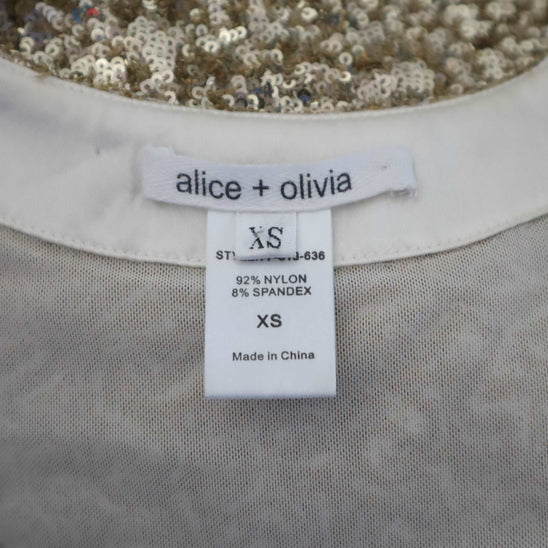 alice + olivia
XS
92% NYLON
8% SPANDEX
XS
Made in China